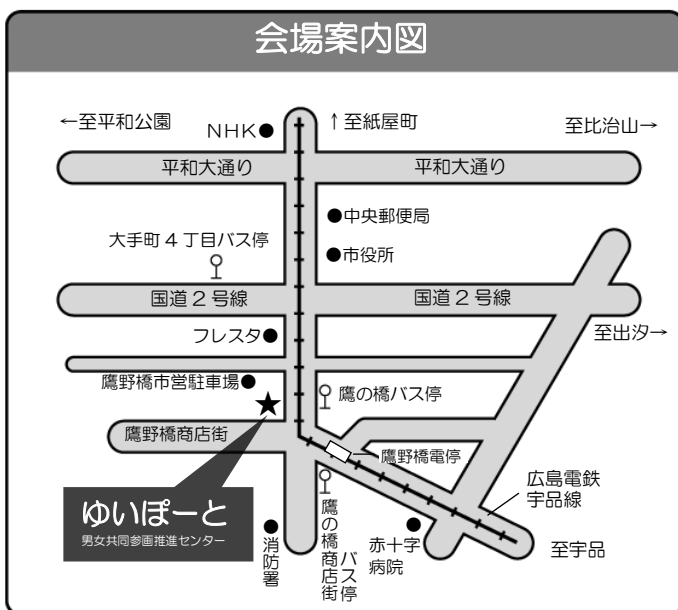 会場案内図
←至平和公園
NHK●
↑至紙屋町
至比治山→
平和大通り
平和大通り
●中央郵便局
大手町4丁目バス停
●市役所
国道2号線
国道2号線
フレスタ●
至出汐→
鷹野橋市営駐車場●
鷹の橋バス停
★
鷹野橋商店街
鷹野橋電停
広島電鉄
宇品線
ゆいぽーと
男女共同参画推進センター
●消防署
鷹の橋商店街
バス停
●
赤十字
病院
至宇品